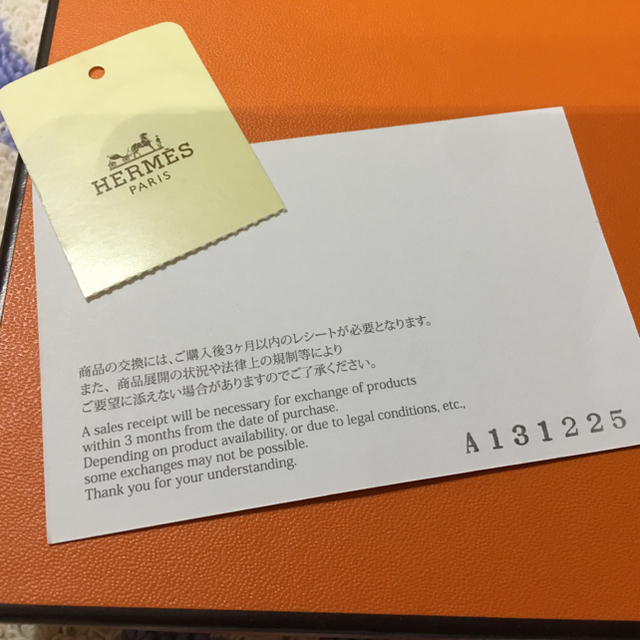 HERMÈS
PARIS
商品の交換には、ご購入後3ヶ月以内のレシートが必要となります。
また、商品展開の状況や法律上の規制等により
ご要望に添えない場合がありますのでご了承ください。
A sales receipt will be necessary for exchange of products
within 3 months from the date of purchase.
Depending on product availability, or due to legal conditions, etc.,
some exchanges may not be possible.
Thank you for your understanding.
A131225